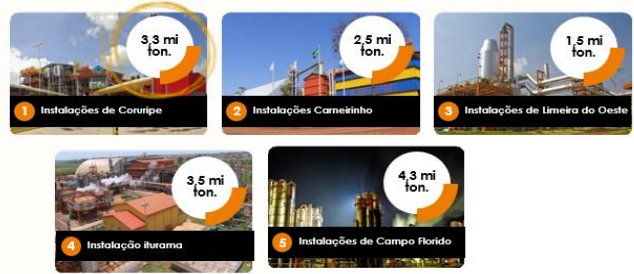 3,3 mi
ton.
1 Instalações de Coruripe
2,5 mi
ton.
2 Instalações Carneirinho
1,5 mi
ton.
3 Instalações de Limeira do Oeste
3,5 mi
ton.
4 Instalação iturama
4,3 mi
ton.
5 Instalações de Campo Florido